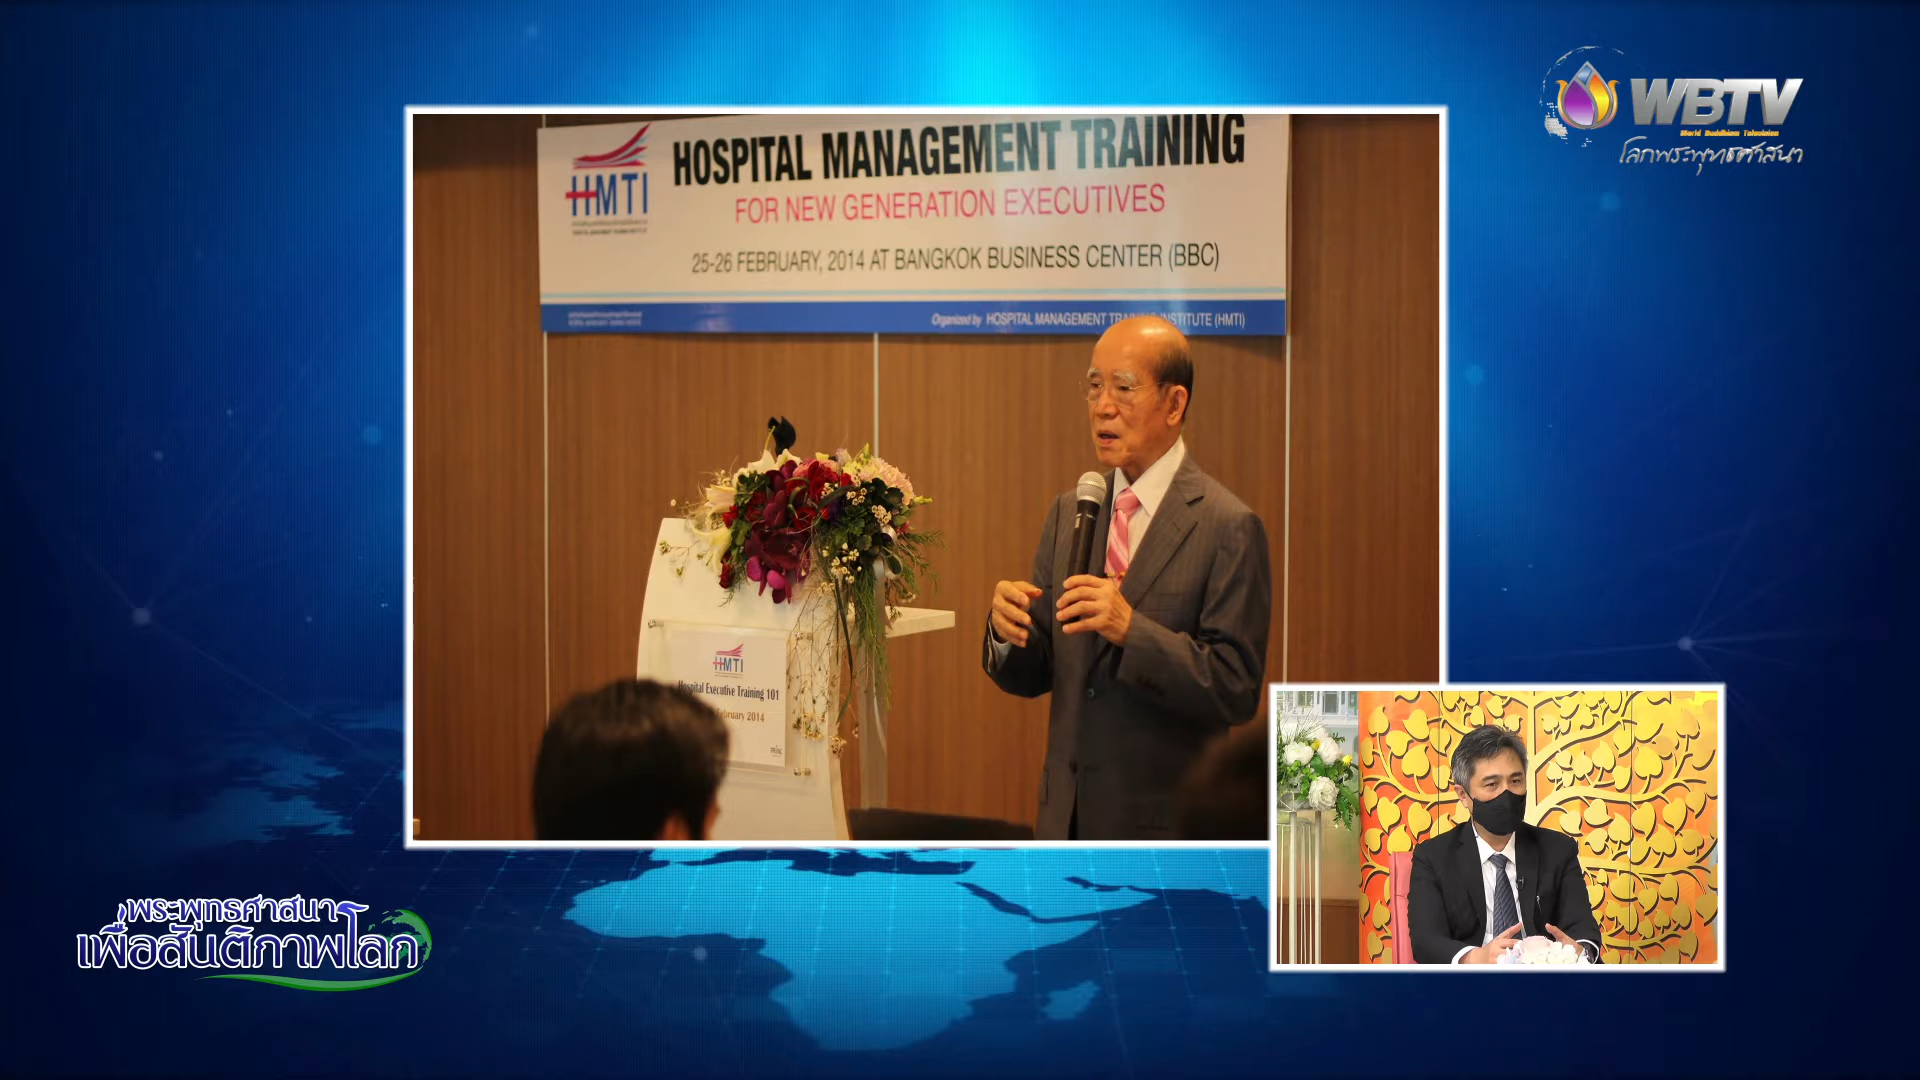 WBTV
World Buddhism Television
โลกพระพุทธศาสนา
HMTI
HOSPITAL MANAGEMENT TRAINING
FOR NEW GENERATION EXECUTIVES
25-26 FEBRUARY, 2014 AT BANGKOK BUSINESS CENTER (BBC)
Organized by HOSPITAL MANAGEMENT TRAINING INSTITUTE (HMTI)
HMTI
Hospital Executive Training 101
February 2014
พระพุทธศาสนา
เพื่อสันติภาพโลก